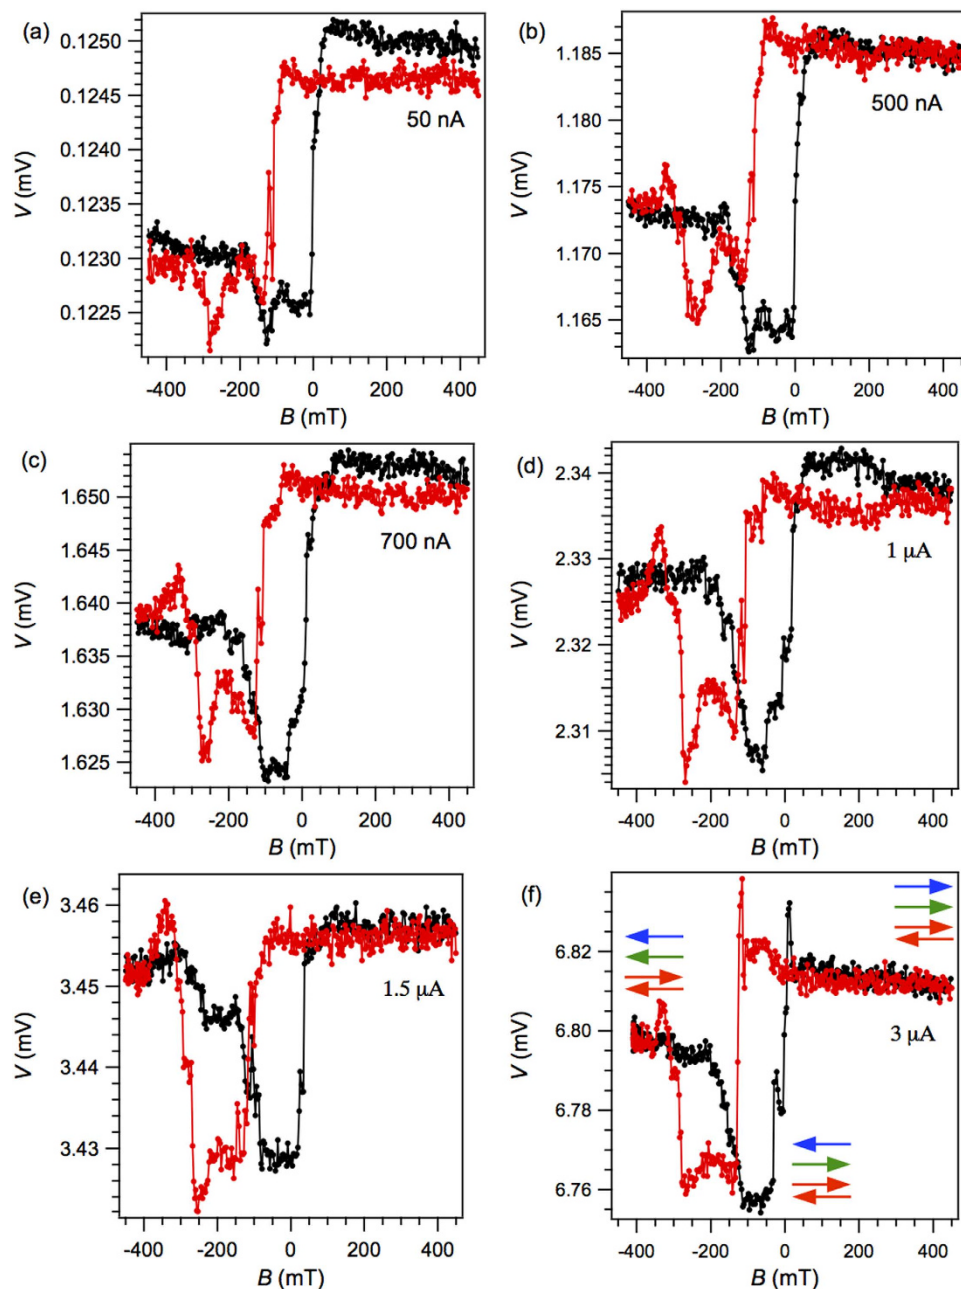 (a)
0.1250
0.1245
0.1240
0.1235
0.1230
0.1225
V (mV)
50 nA
-400 -200 0 200 400
B (mT)
(b)
1.185
1.180
1.175
1.170
1.165
V (mV)
500 nA
-400 -200 0 200 400
B (mT)
(c)
1.650
1.645
1.640
1.635
1.630
1.625
V (mV)
700 nA
-400 -200 0 200 400
B (mT)
(d)
2.34
2.33
2.32
2.31
V (mV)
1 µA
-400 -200 0 200 400
B (mT)
(e)
3.46
3.45
3.44
3.43
V (mV)
1.5 µA
-400 -200 0 200 400
B (mT)
(f)
6.82
6.80
6.78
6.76
V (mV)
3 µA
-400 -200 0 200 400
B (mT)